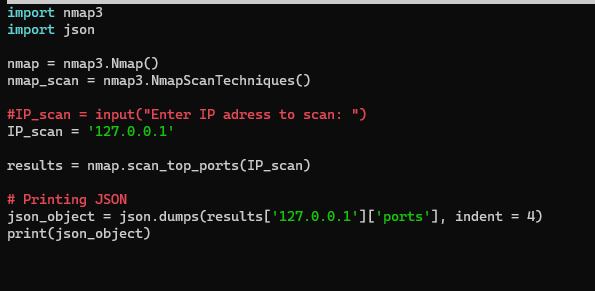 import nmap3
import json
nmap = nmap3.Nmap()
nmap_scan = nmap3.NmapScanTechniques()
#IP_scan = input("Enter IP adress to scan: ")
IP_scan = '127.0.0.1'
results = nmap.scan_top_ports(IP_scan)
# Printing JSON
json_object = json.dumps(results['127.0.0.1']['ports'], indent = 4)
print(json_object)